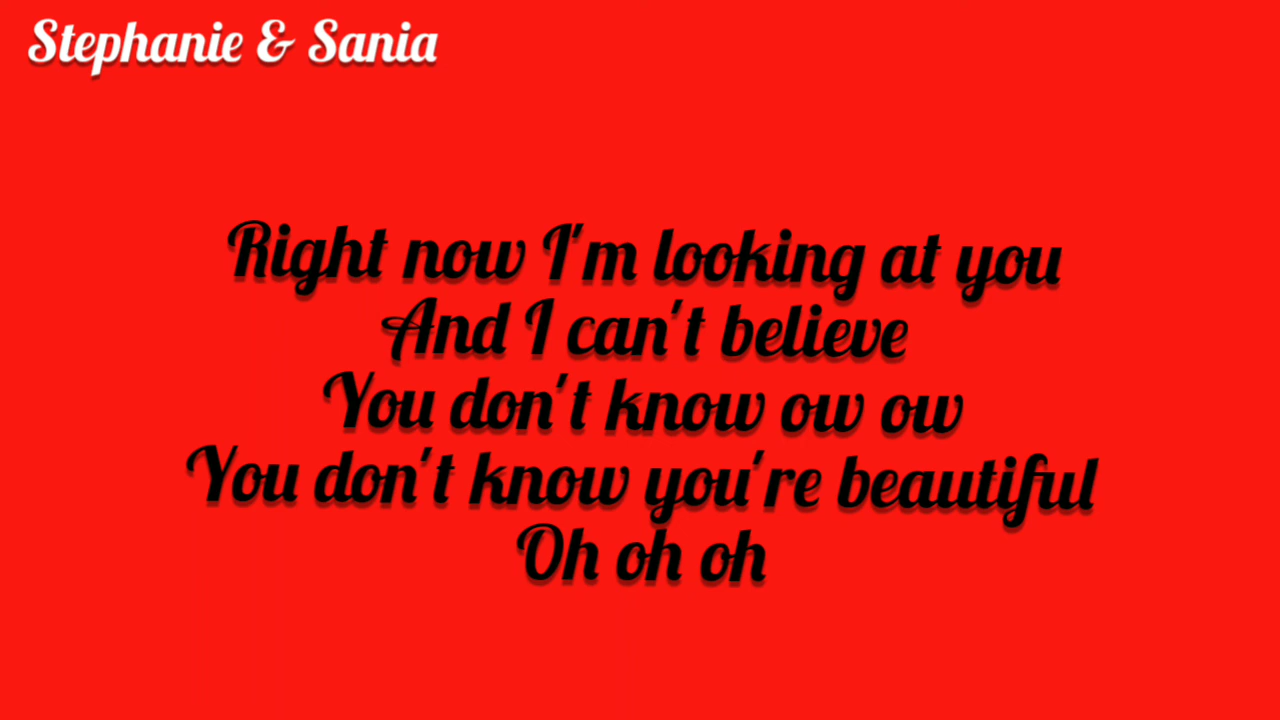 Stephanie & Sania
Right now I'm looking at you
And I can't believe
You don't know ow ow
You don't know you're beautiful
Oh oh oh